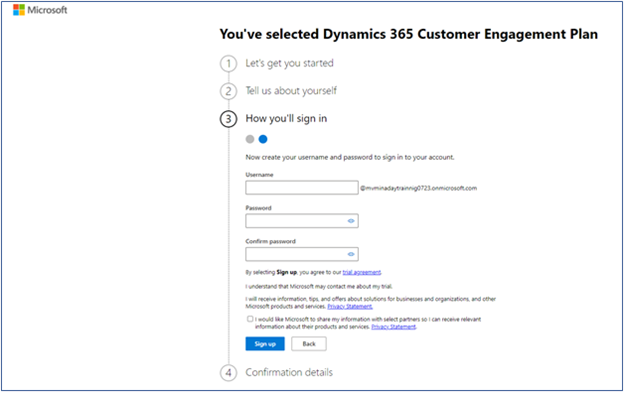 Microsoft
You've selected Dynamics 365 Customer Engagement Plan
1 Let's get you started
2 Tell us about yourself
3 How you'll sign in
Now create your username and password to sign in to your account.
Username
@mvminadaytrainnig0723.onmicrosoft.com
Password
Confirm password
By selecting Sign up, you agree to our trial agreement.
I understand that Microsoft may contact me about my trial.
I will receive information, tips, and offers about solutions for businesses and organizations, and other
Microsoft products and services. Privacy Statement.
I would like Microsoft to share my information with select partners so I can receive relevant
information about their products and services. Privacy Statement.
Sign up Back
4 Confirmation details